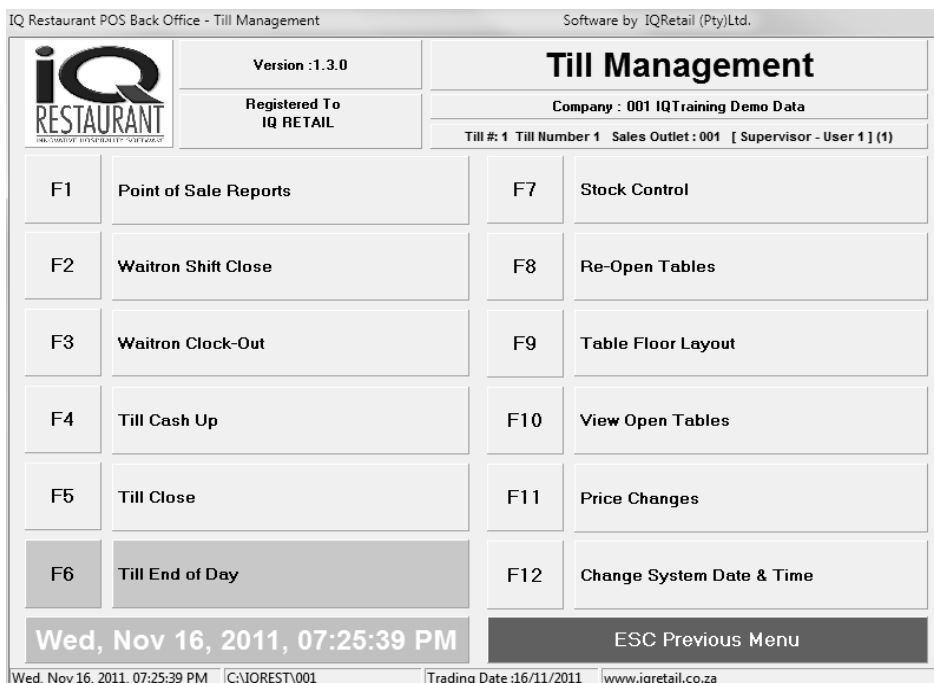 IQ Restaurant POS Back Office - Till Management Software by IQRetail (Pty)Ltd.
iQ
RESTAURANT
INNOVATIVE HOSPITALITY SOFTWARE
Version :1.3.0
Registered To
IQ RETAIL
Till Management
Company : 001 IQTraining Demo Data
Till #: 1 Till Number 1 Sales Outlet : 001 [ Supervisor - User 1 ] (1)
F1 Point of Sale Reports
F2 Waitron Shift Close
F3 Waitron Clock-Out
F4 Till Cash Up
F5 Till Close
F6 Till End of Day
F7 Stock Control
F8 Re-Open Tables
F9 Table Floor Layout
F10 View Open Tables
F11 Price Changes
F12 Change System Date & Time
Wed, Nov 16, 2011, 07:25:39 PM
ESC Previous Menu
Wed, Nov 16, 2011, 07:25:39 PM C:\IQREST\001 Trading Date :16/11/2011 www.iqretail.co.za